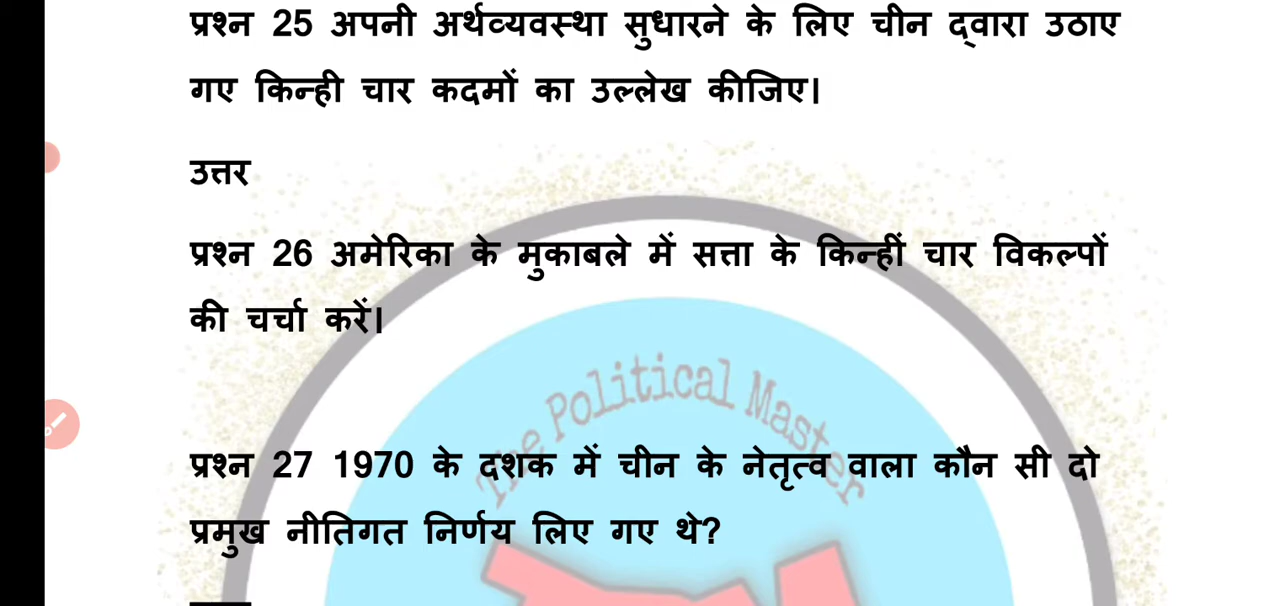 प्रश्न 25 अपनी अर्थव्यवस्था सुधारने के लिए चीन द्वारा उठाए
गए किन्ही चार कदमों का उल्लेख कीजिए।
उत्तर
प्रश्न 26 अमेरिका के मुकाबले में सत्ता के किन्हीं चार विकल्पों
की चर्चा करें।
The Political Master
प्रश्न 27 1970 के दशक में चीन के नेतृत्व वाला कौन सी दो
प्रमुख नीतिगत निर्णय लिए गए थे?